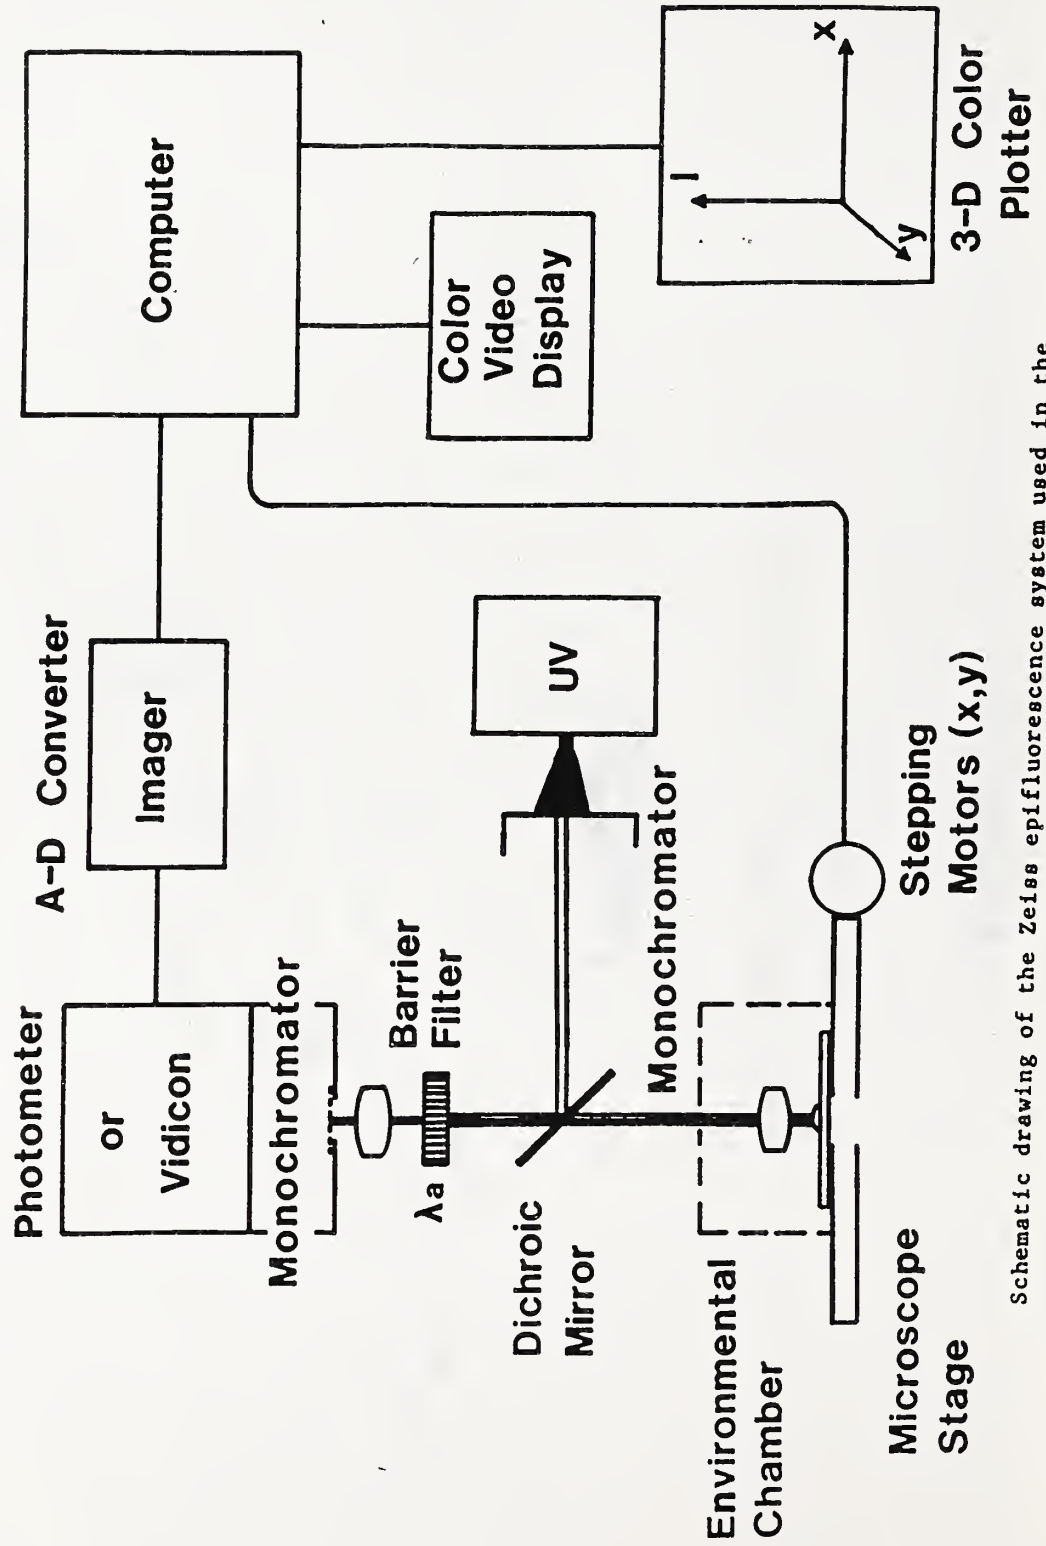 Photometer
or
Vidicon
Monochromator
A-D Converter
Imager
Computer
Color
Video
Display
3-D Color
Plotter
I
x
y
Barrier
Filter
λa
Dichroic
Mirror
UV
Monochromator
Environmental
Chamber
Microscope
Stage
Stepping
Motors (x,y)
Schematic drawing of the Zeiss epifluorescence system used in the